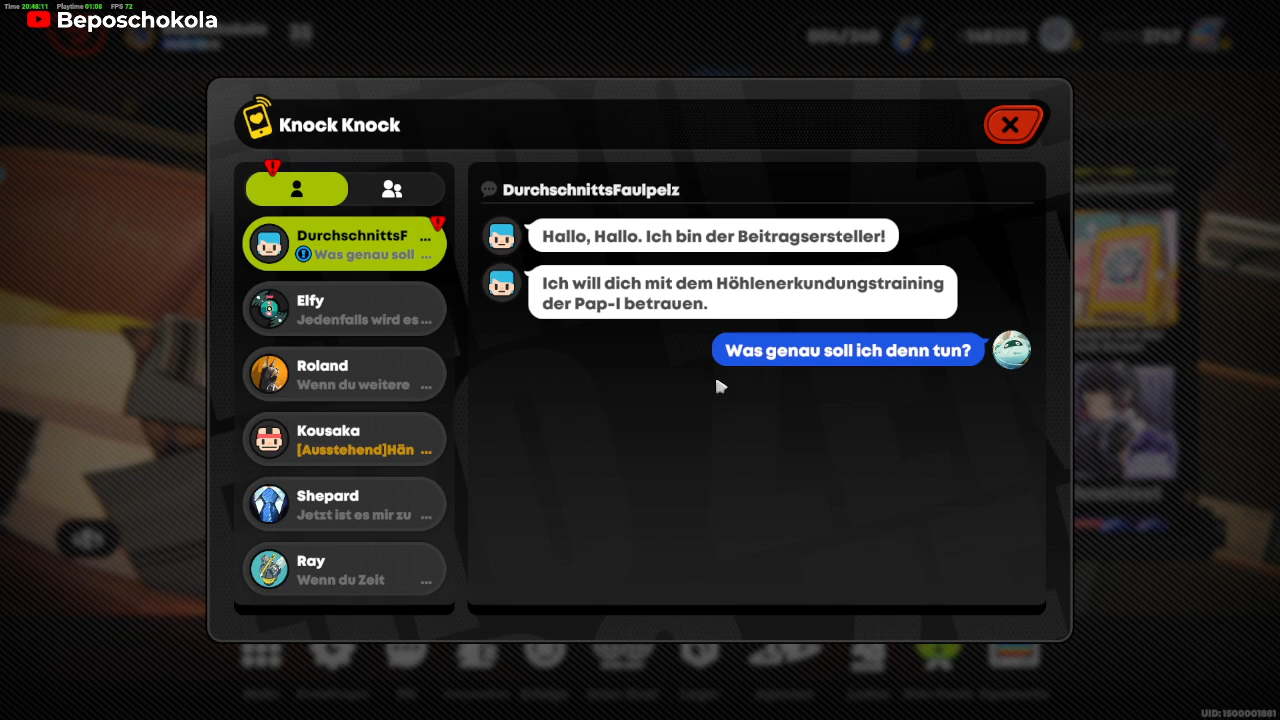 Time 20:48:11 Playtime 01:08 FPS 72
Beposchokola
Knock Knock
DurchschnittsF ...
Was genau soll ...
Elfy
Jedenfalls wird es ...
Roland
Wenn du weitere ...
Kousaka
[Ausstehend]Hän ...
Shepard
Jetzt ist es mir zu ...
Ray
Wenn du Zeit ...
DurchschnittsFaulpelz
Hallo, Hallo. Ich bin der Beitragsersteller!
Ich will dich mit dem Höhlenerkundungstraining
der Pap-I betrauen.
Was genau soll ich denn tun?
UID: 1500001881